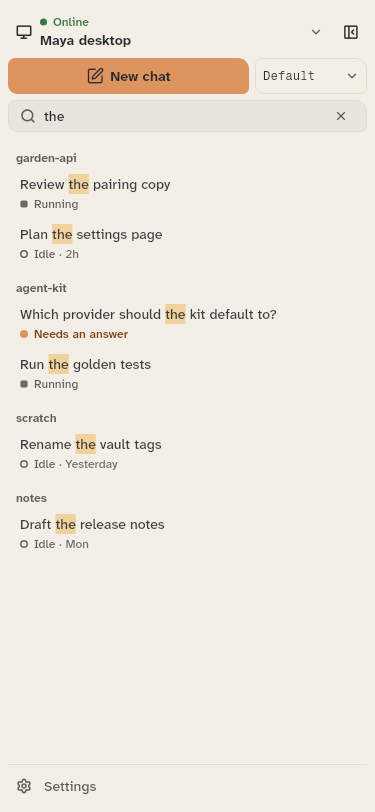 Online
Maya desktop
New chat
Default
the
garden-api
Review the pairing copy
Running
Plan the settings page
Idle · 2h
agent-kit
Which provider should the kit default to?
Needs an answer
Run the golden tests
Running
scratch
Rename the vault tags
Idle · Yesterday
notes
Draft the release notes
Idle · Mon
Settings